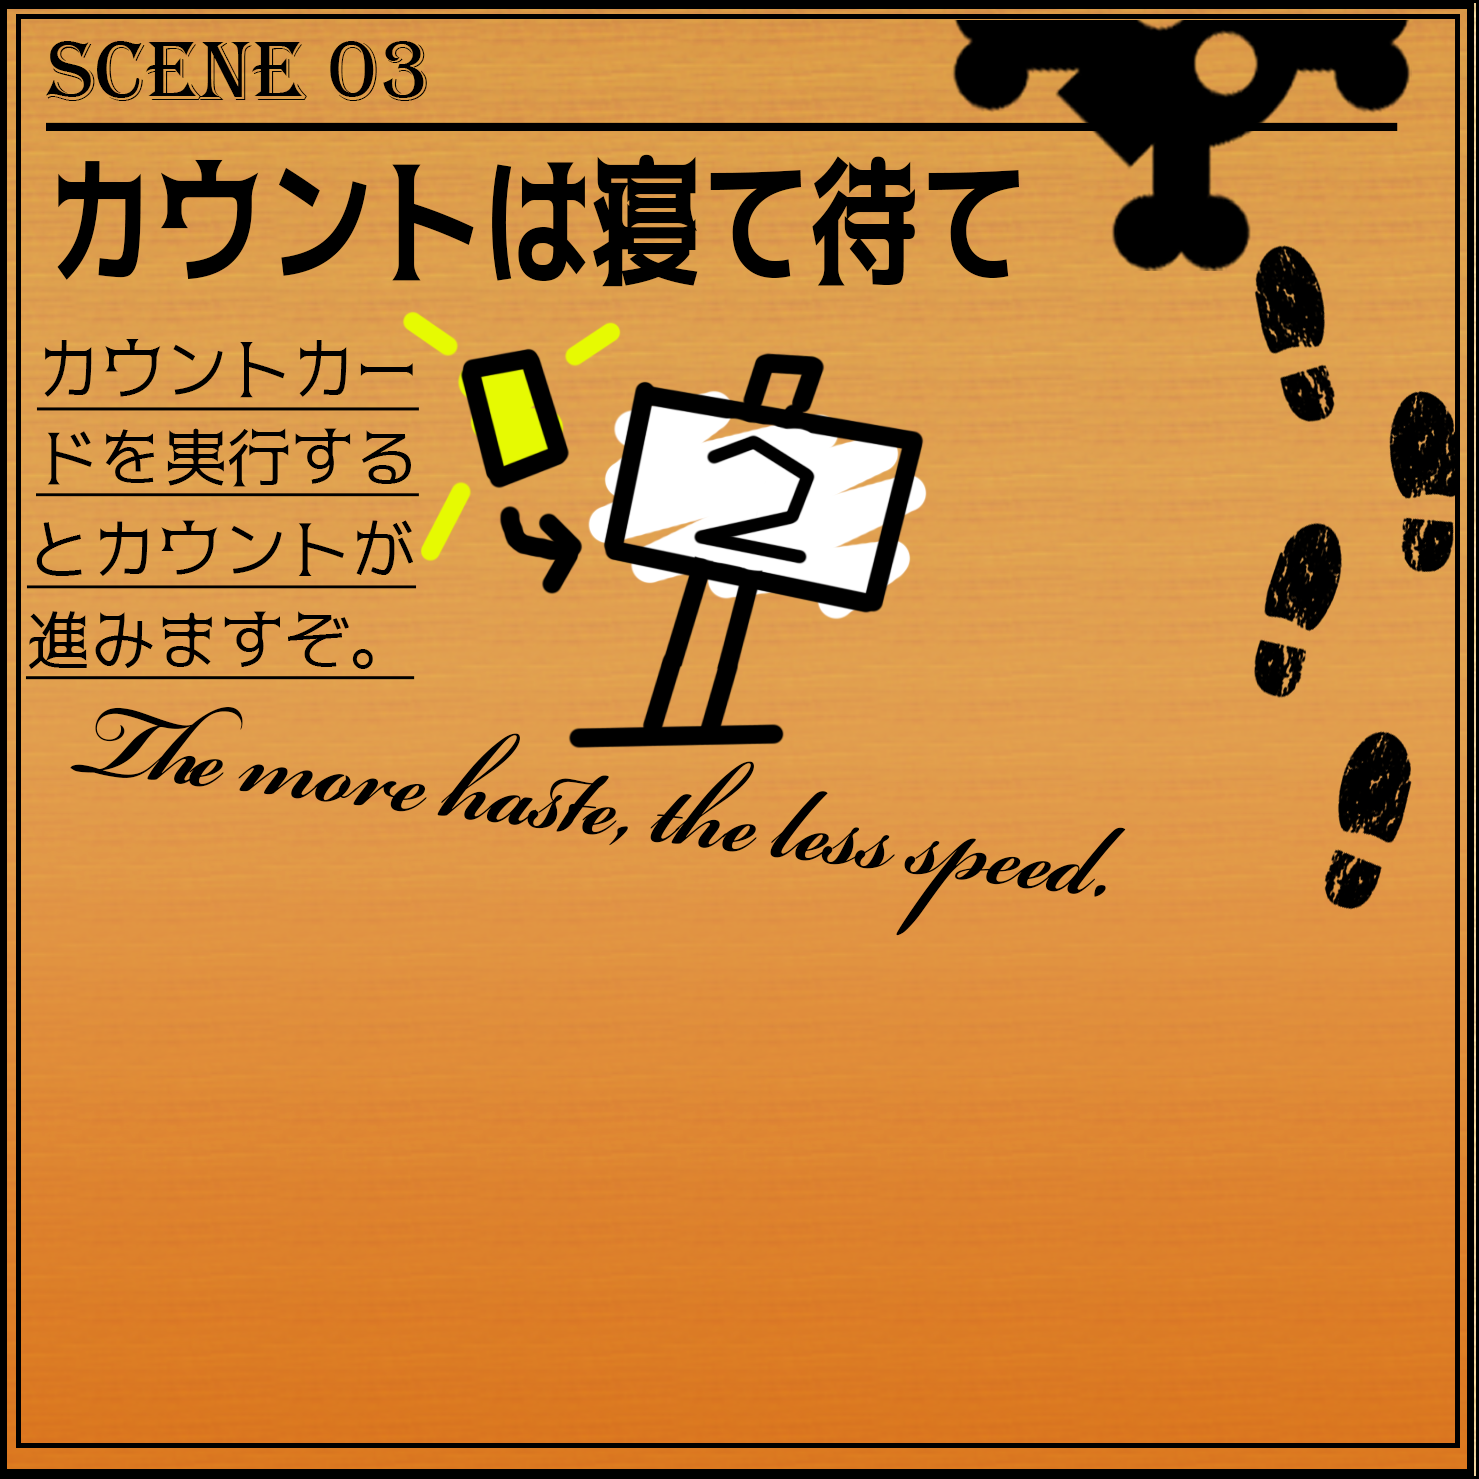 SCENE 03
カウントは寝て待て
カウントカー
ドを実行する
とカウントが
進みますぞ。
2
The more haste, the less speed.